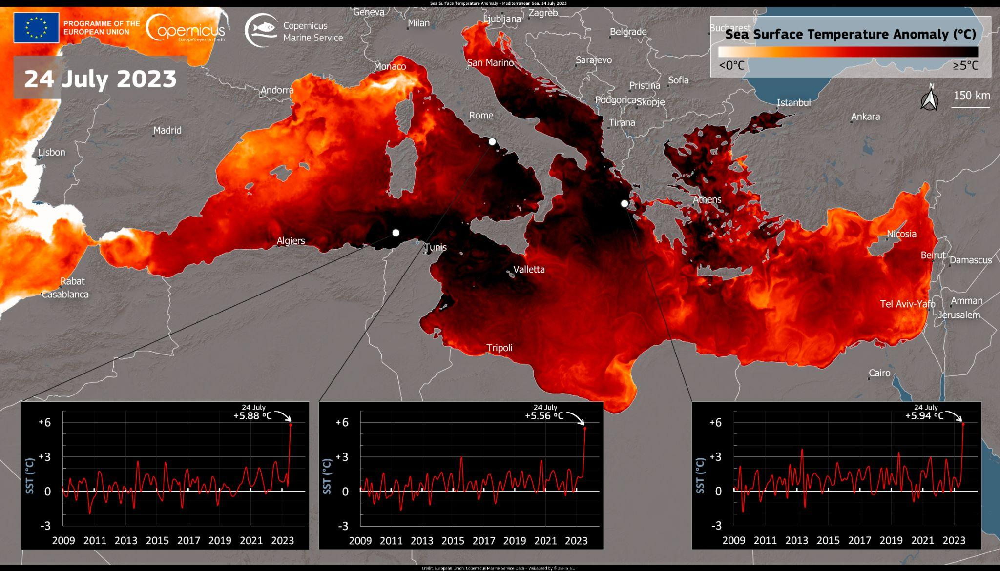 Sea Surface Temperature Anomaly - Mediterranean Sea. 24 July 2023
PROGRAMME OF THE
EUROPEAN UNION
Copernicus
Europe's eyes on Earth
Copernicus
Marine Service
24 July 2023
Sea Surface Temperature Anomaly (°C)
<0°C
≥5°C
N
150 km
Geneva
Milan
Ljubljana
Zagreb
Belgrade
Bucharest
Monaco
San Marino
Sarajevo
Andorra
Pristina
Sofia
Podgorica
Skopje
Istanbul
Rome
Tirana
Ankara
Madrid
Lisbon
Athens
Algiers
Tunis
Nicosia
Valletta
Beirut
Damascus
Rabat
Casablanca
Tel Aviv-Yafo
Amman
Jerusalem
Tripoli
Cairo
24 July
+5.88 ºC
SST (°C)
+6
+3
0
-3
2009 2011 2013 2015 2017 2019 2021 2023
24 July
+5.56 ºC
SST (°C)
+6
+3
0
-3
2009 2011 2013 2015 2017 2019 2021 2023
24 July
+5.94 ºC
SST (°C)
+6
+3
0
-3
2009 2011 2013 2015 2017 2019 2021 2023
Credit: European Union, Copernicus Marine Service Data - Visualised by @DEFIS_EU